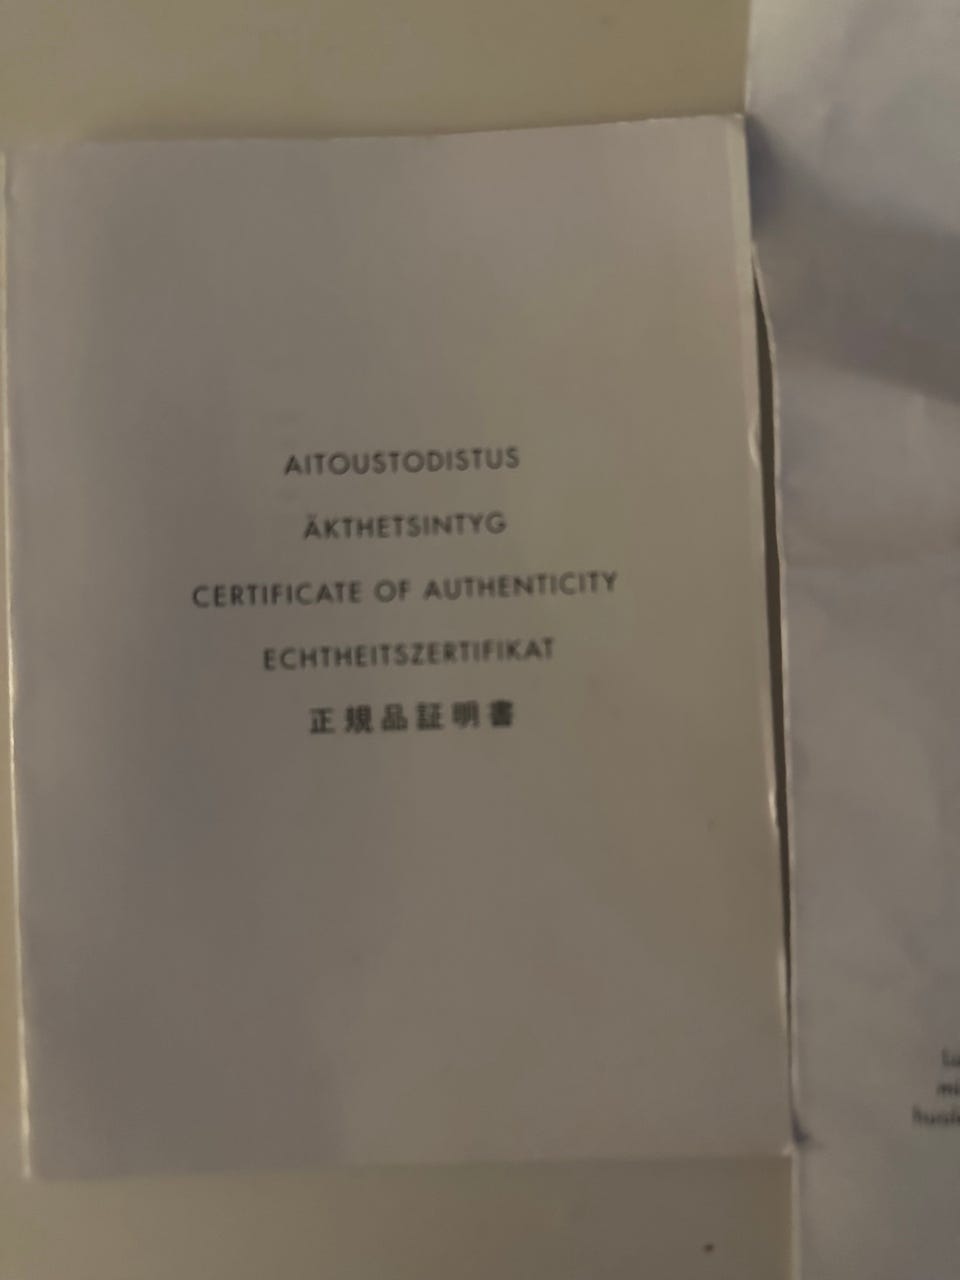 AITOUSTODISTUS
ÄKTHETSINTYG
CERTIFICATE OF AUTHENTICITY
ECHTHEITSZERTIFIKAT
正規品証明書